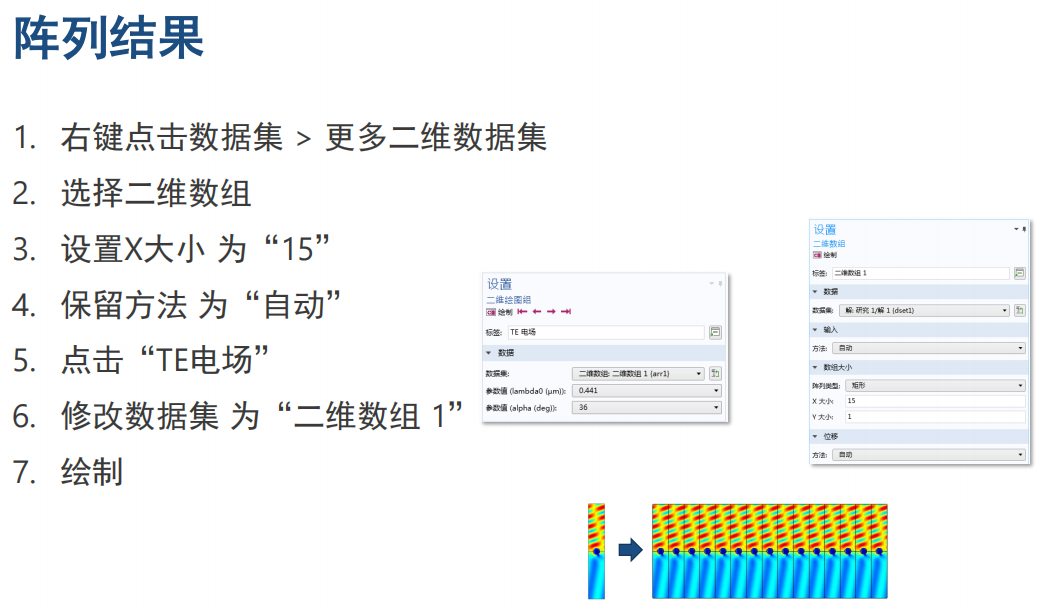 阵列结果
1. 右键点击数据集 > 更多二维数据集
2. 选择二维数组
3. 设置X大小 为“15”
4. 保留方法 为“自动”
5. 点击“TE电场”
6. 修改数据集 为“二维数组 1”
7. 绘制
设置
二维绘图组
绘制
标签: TE 电场
数据
数据集: 二维数组: 二维数组 1 (arr1)
参数值 (lambda0 (μm)): 0.441
参数值 (alpha (deg)): 36
设置
二维数组
绘制
标签: 二维数组 1
数据
数据集: 解: 研究 1/解 1 (dset1)
输入
方法: 自动
数组大小
阵列类型: 矩形
X 大小: 15
Y 大小: 1
位移
方法: 自动